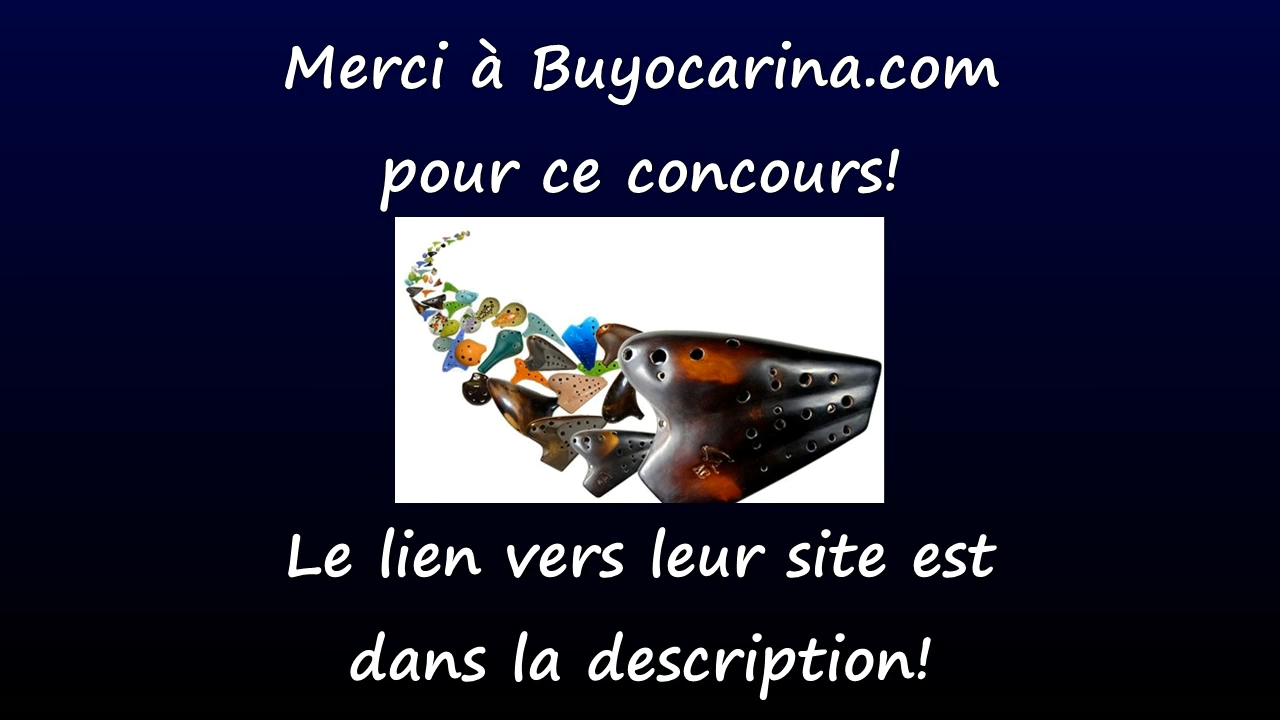 Merci à Buyocarina.com
pour ce concours!
Le lien vers leur site est
dans la description!